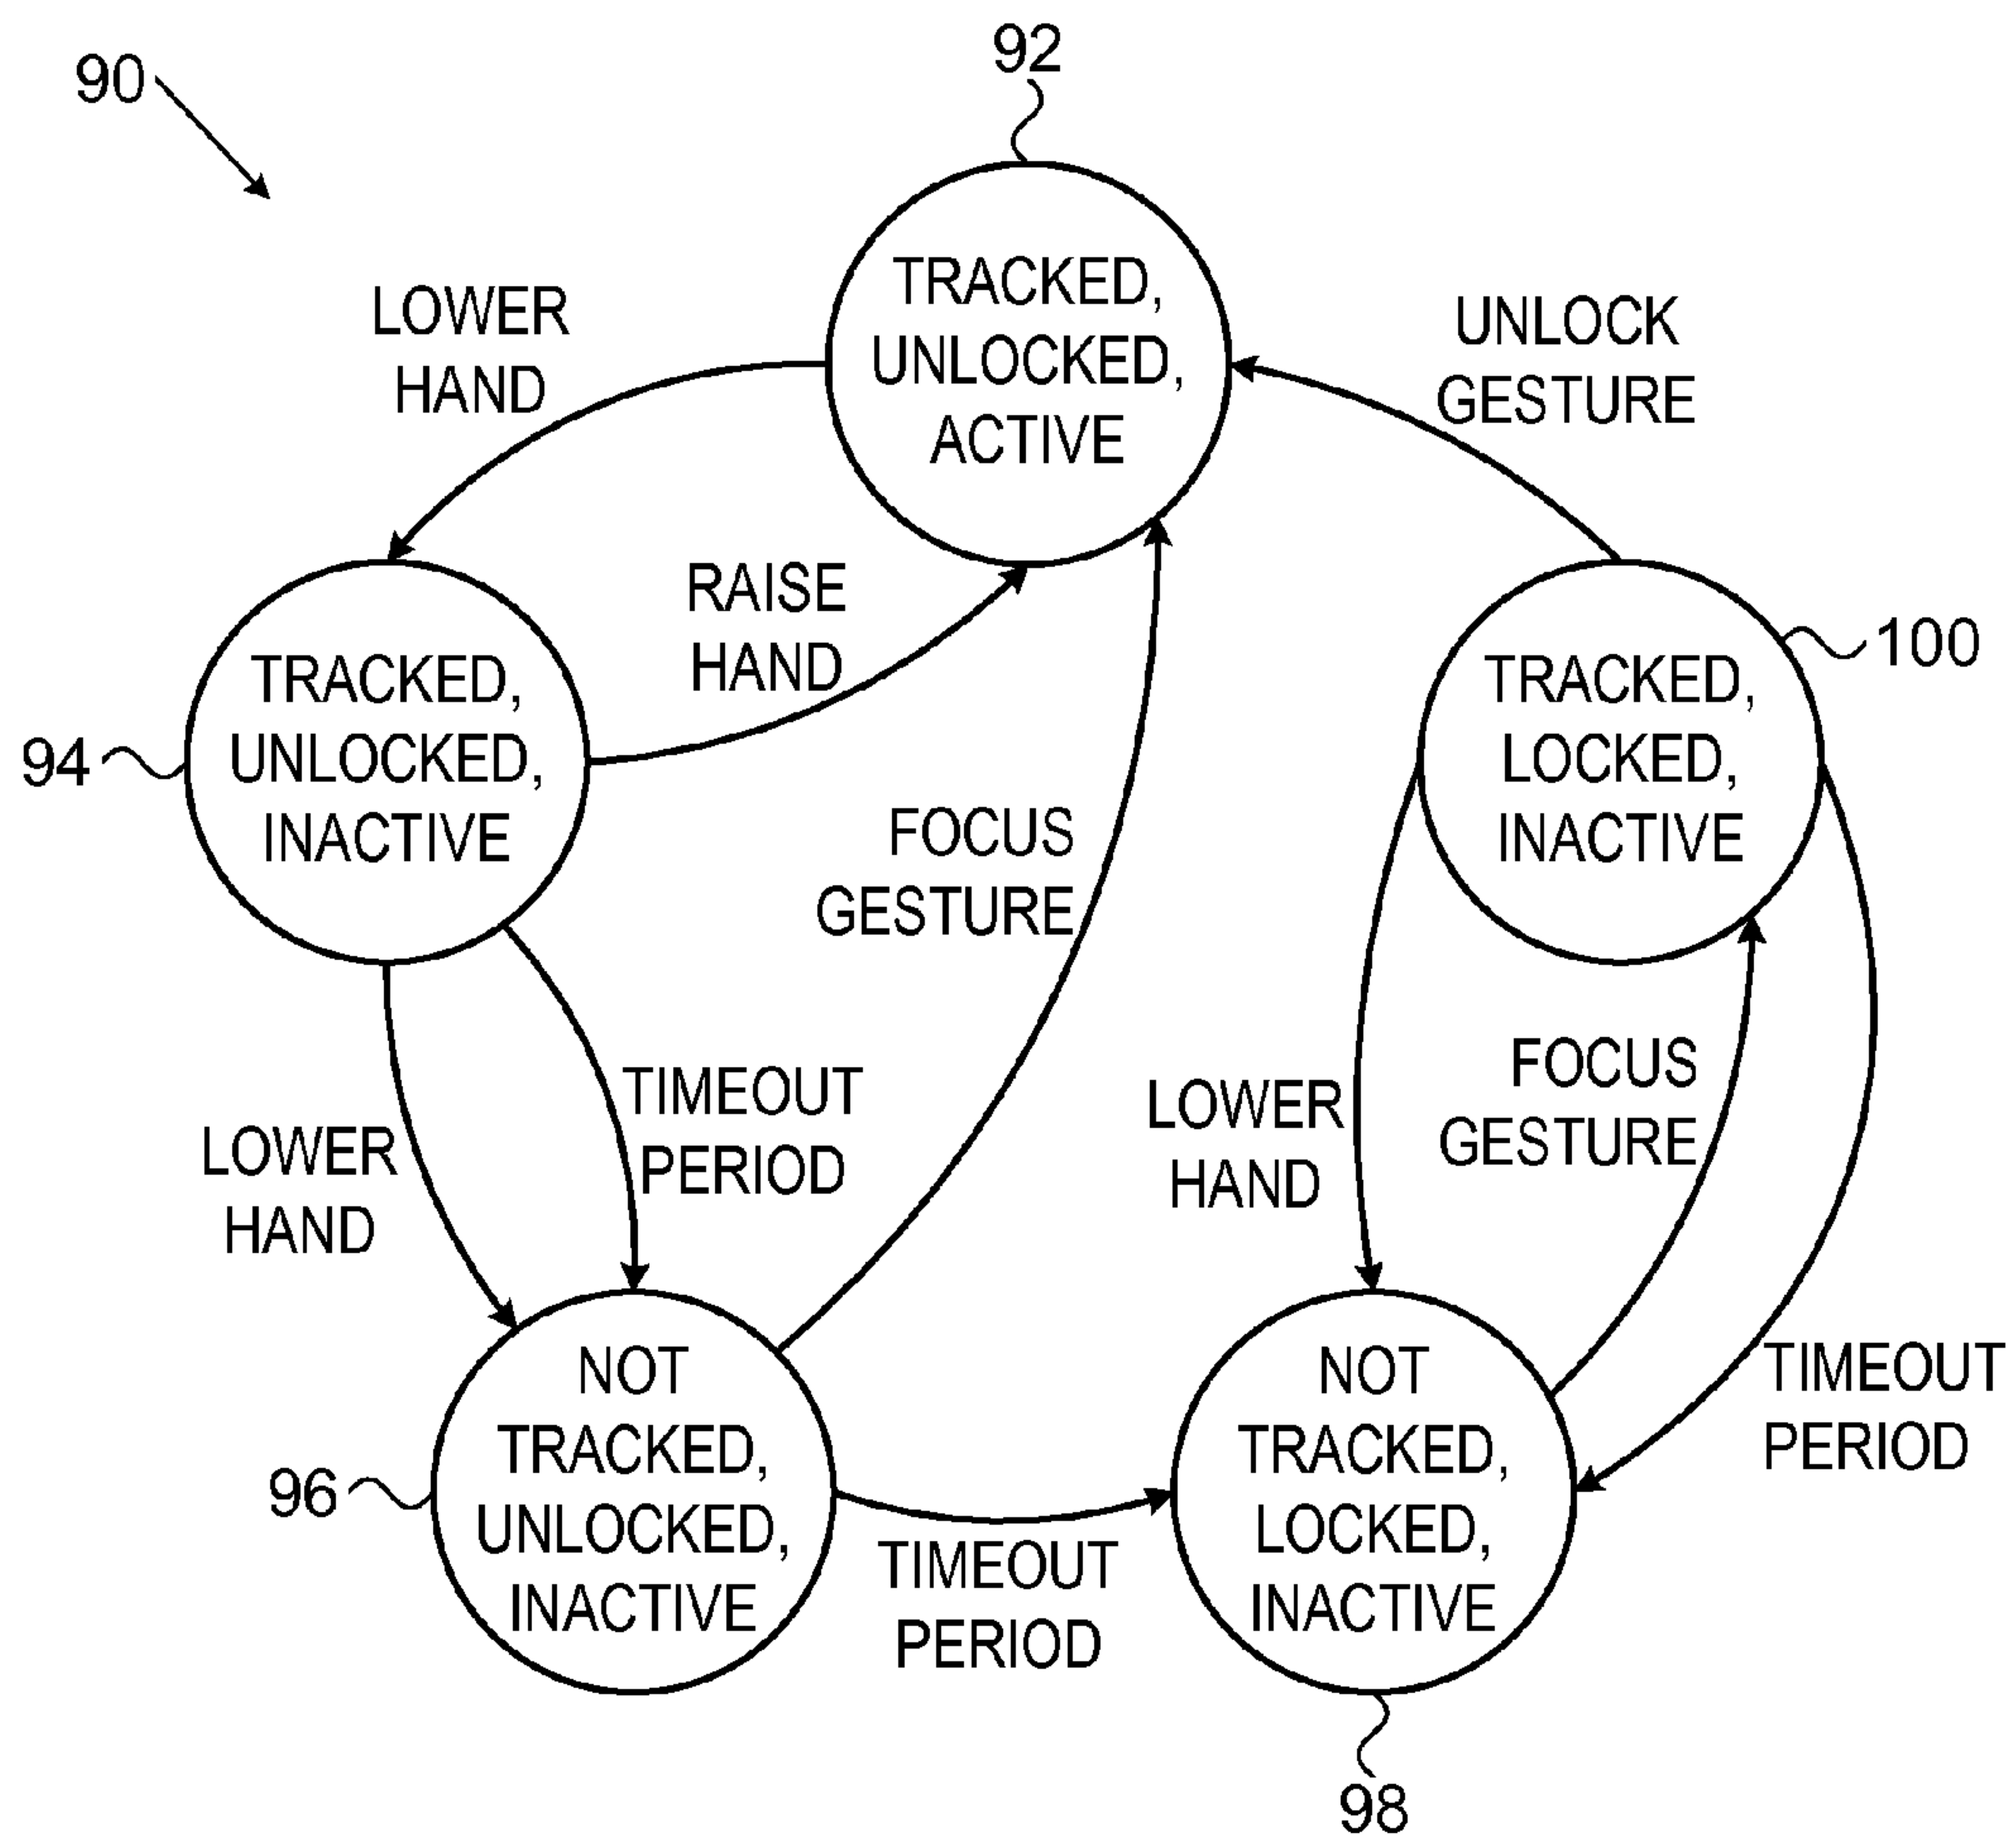 90
92
TRACKED,
UNLOCKED,
ACTIVE
LOWER
HAND
UNLOCK
GESTURE
RAISE
HAND
94
TRACKED,
UNLOCKED,
INACTIVE
100
TRACKED,
LOCKED,
INACTIVE
FOCUS
GESTURE
LOWER
HAND
TIMEOUT
PERIOD
LOWER
HAND
FOCUS
GESTURE
TIMEOUT
PERIOD
96
NOT
TRACKED,
UNLOCKED,
INACTIVE
TIMEOUT
PERIOD
NOT
TRACKED,
LOCKED,
INACTIVE
98